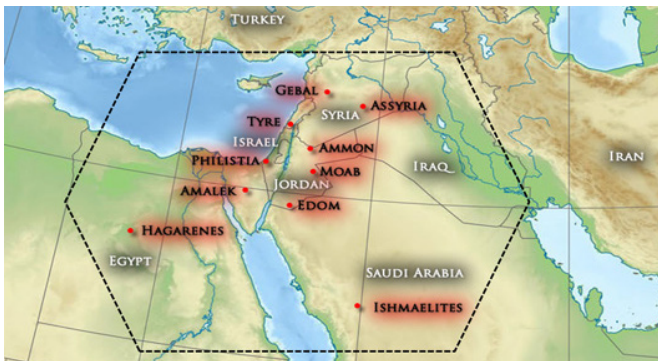 TURKEY
GEBAL
SYRIA
ASSYRIA
TYRE
ISRAEL
AMMON
PHILISTIA
MOAB
IRAQ
IRAN
AMALEK
JORDAN
EDOM
HAGARENES
EGYPT
SAUDI ARABIA
ISHMAELITES